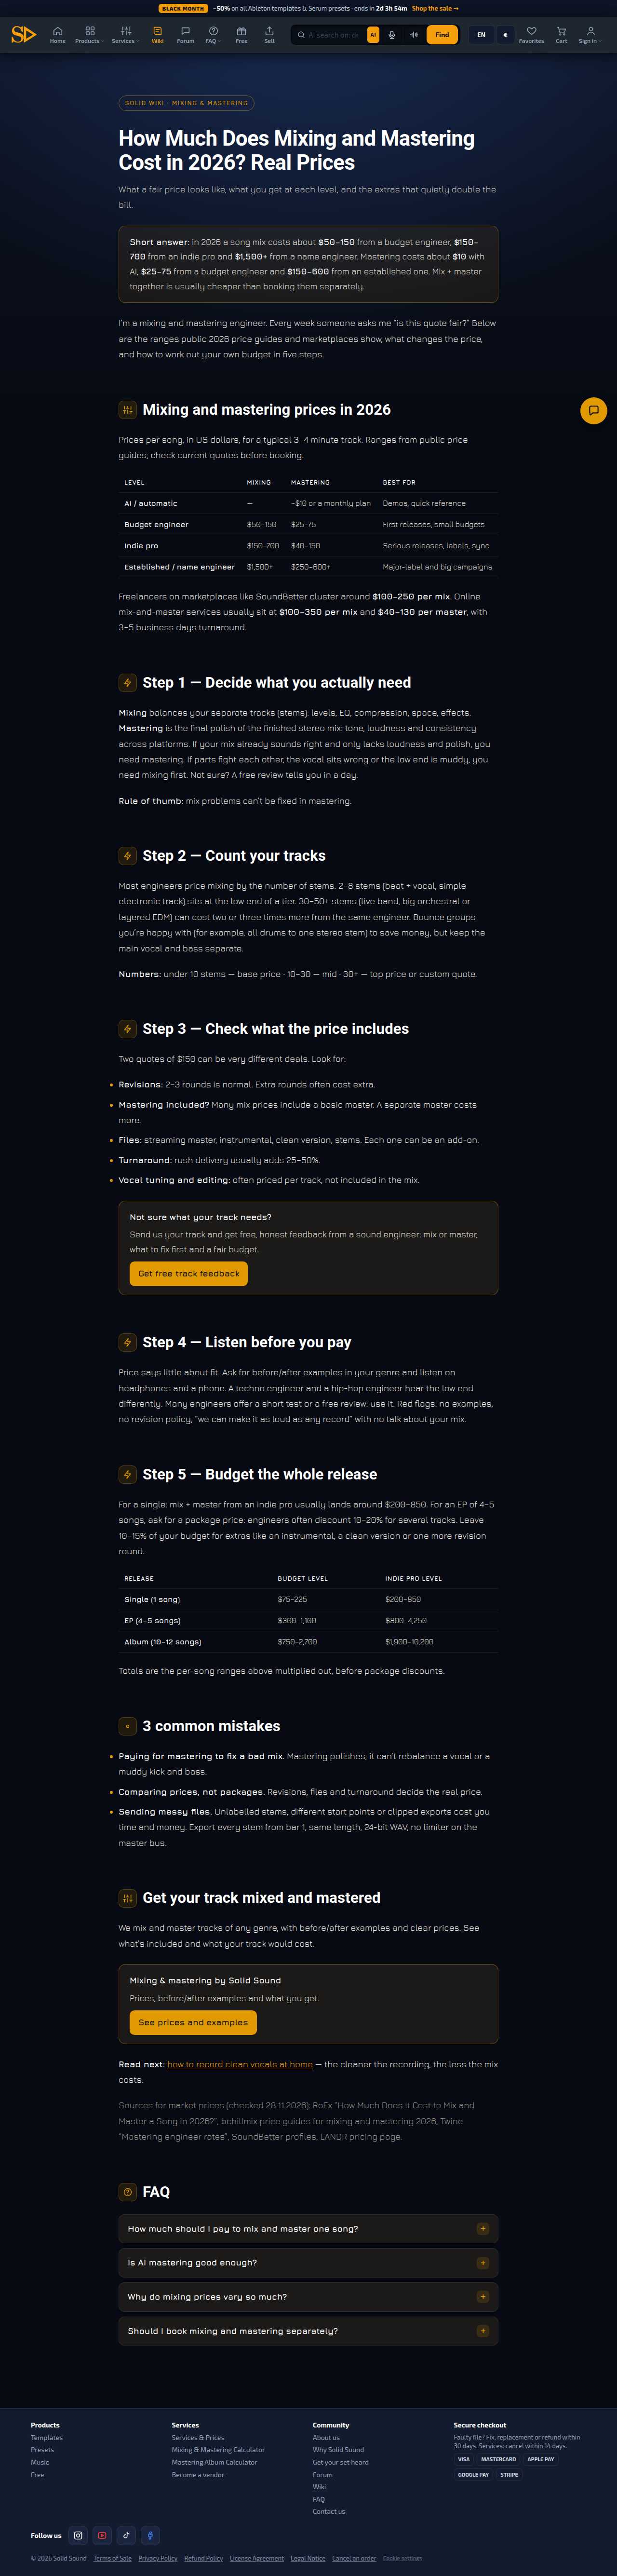 BLACK MONTH -50% on all Ableton templates & Serum presets · ends in 2d 3h 54m Shop the sale →
Home Products Services Wiki Forum FAQ Free Sell AI search on: de AI Find EN € Favorites Cart Sign in
SOLID WIKI · MIXING & MASTERING
How Much Does Mixing and Mastering
Cost in 2026? Real Prices
What a fair price looks like, what you get at each level, and the extras that quietly double the
bill.
Short answer: in 2026 a song mix costs about $50–150 from a budget engineer, $150–
700 from an indie pro and $1,500+ from a name engineer. Mastering costs about $10 with
AI, $25–75 from a budget engineer and $150–600 from an established one. Mix + master
together is usually cheaper than booking them separately.
I'm a mixing and mastering engineer. Every week someone asks me "is this quote fair?" Below
are the ranges public 2026 price guides and marketplaces show, what changes the price,
and how to work out your own budget in five steps.
Mixing and mastering prices in 2026
Prices per song, in US dollars, for a typical 3–4 minute track. Ranges from public price
guides; check current quotes before booking.
LEVEL MIXING MASTERING BEST FOR
AI / automatic — ~$10 or a monthly plan Demos, quick reference
Budget engineer $50–150 $25–75 First releases, small budgets
Indie pro $150–700 $40–150 Serious releases, labels, sync
Established / name engineer $1,500+ $250–600+ Major-label and big campaigns
Freelancers on marketplaces like SoundBetter cluster around $100–250 per mix. Online
mix-and-master services usually sit at $100–350 per mix and $40–130 per master, with
3–5 business days turnaround.
Step 1 — Decide what you actually need
Mixing balances your separate tracks (stems): levels, EQ, compression, space, effects.
Mastering is the final polish of the finished stereo mix: tone, loudness and consistency
across platforms. If your mix already sounds right and only lacks loudness and polish, you
need mastering. If parts fight each other, the vocal sits wrong or the low end is muddy, you
need mixing first. Not sure? A free review tells you in a day.
Rule of thumb: mix problems can't be fixed in mastering.
Step 2 — Count your tracks
Most engineers price mixing by the number of stems. 2–8 stems (beat + vocal, simple
electronic track) sits at the low end of a tier. 30–50+ stems (live band, big orchestral or
layered EDM) can cost two or three times more from the same engineer. Bounce groups
you're happy with (for example, all drums to one stereo stem) to save money, but keep the
main vocal and bass separate.
Numbers: under 10 stems — base price · 10–30 — mid · 30+ — top price or custom quote.
Step 3 — Check what the price includes
Two quotes of $150 can be very different deals. Look for:
Revisions: 2–3 rounds is normal. Extra rounds often cost extra.
Mastering included? Many mix prices include a basic master. A separate master costs
more.
Files: streaming master, instrumental, clean version, stems. Each one can be an add-on.
Turnaround: rush delivery usually adds 25–50%.
Vocal tuning and editing: often priced per track, not included in the mix.
Not sure what your track needs?
Send us your track and get free, honest feedback from a sound engineer: mix or master,
what to fix first and a fair budget.
Get free track feedback
Step 4 — Listen before you pay
Price says little about fit. Ask for before/after examples in your genre and listen on
headphones and a phone. A techno engineer and a hip-hop engineer hear the low end
differently. Many engineers offer a short test or a free review: use it. Red flags: no examples,
no revision policy, "we can make it as loud as any record" with no talk about your mix.
Step 5 — Budget the whole release
For a single: mix + master from an indie pro usually lands around $200–850. For an EP of 4–5
songs, ask for a package price: engineers often discount 10–20% for several tracks. Leave
10–15% of your budget for extras like an instrumental, a clean version or one more revision
round.
RELEASE BUDGET LEVEL INDIE PRO LEVEL
Single (1 song) $75–225 $200–850
EP (4–5 songs) $300–1,100 $800–4,250
Album (10–12 songs) $750–2,700 $1,900–10,200
Totals are the per-song ranges above multiplied out, before package discounts.
3 common mistakes
Paying for mastering to fix a bad mix. Mastering polishes; it can't rebalance a vocal or a
muddy kick and bass.
Comparing prices, not packages. Revisions, files and turnaround decide the real price.
Sending messy files. Unlabelled stems, different start points or clipped exports cost you
time and money. Export every stem from bar 1, same length, 24-bit WAV, no limiter on the
master bus.
Get your track mixed and mastered
We mix and master tracks of any genre, with before/after examples and clear prices. See
what's included and what your track would cost.
Mixing & mastering by Solid Sound
Prices, before/after examples and what you get.
See prices and examples
Read next: how to record clean vocals at home — the cleaner the recording, the less the mix
costs.
Sources for market prices (checked 28.11.2026): RoEx "How Much Does It Cost to Mix and
Master a Song in 2026?", bchillmix price guides for mixing and mastering 2026, Twine
"Mastering engineer rates", SoundBetter profiles, LANDR pricing page.
FAQ
How much should I pay to mix and master one song?
Is AI mastering good enough?
Why do mixing prices vary so much?
Should I book mixing and mastering separately?
Products Services Community Secure checkout
Templates Services & Prices About us Faulty file? Fix, replacement or refund within
Presets Mixing & Mastering Calculator Why Solid Sound 30 days. Services: cancel within 14 days.
Music Mastering Album Calculator Get your set heard VISA MASTERCARD APPLE PAY
Free Become a vendor Forum GOOGLE PAY STRIPE
Wiki
FAQ
Contact us
Follow us
© 2026 Solid Sound Terms of Sale Privacy Policy Refund Policy License Agreement Legal Notice Cancel an order Cookie settings